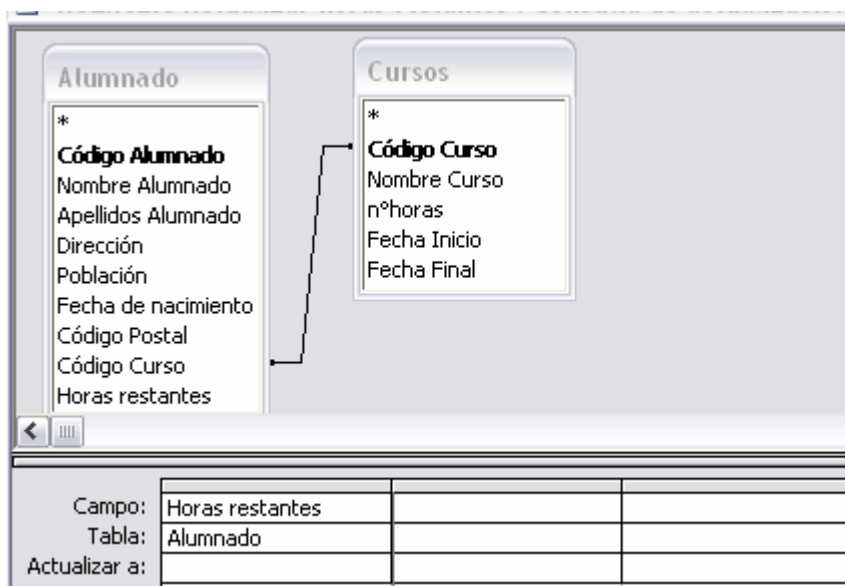 Alumnado
*
Código Alumnado
Nombre Alumnado
Apellidos Alumnado
Dirección
Población
Fecha de nacimiento
Código Postal
Código Curso
Horas restantes
Cursos
*
Código Curso
Nombre Curso
nºhoras
Fecha Inicio
Fecha Final
Campo: Horas restantes
Tabla: Alumnado
Actualizar a: